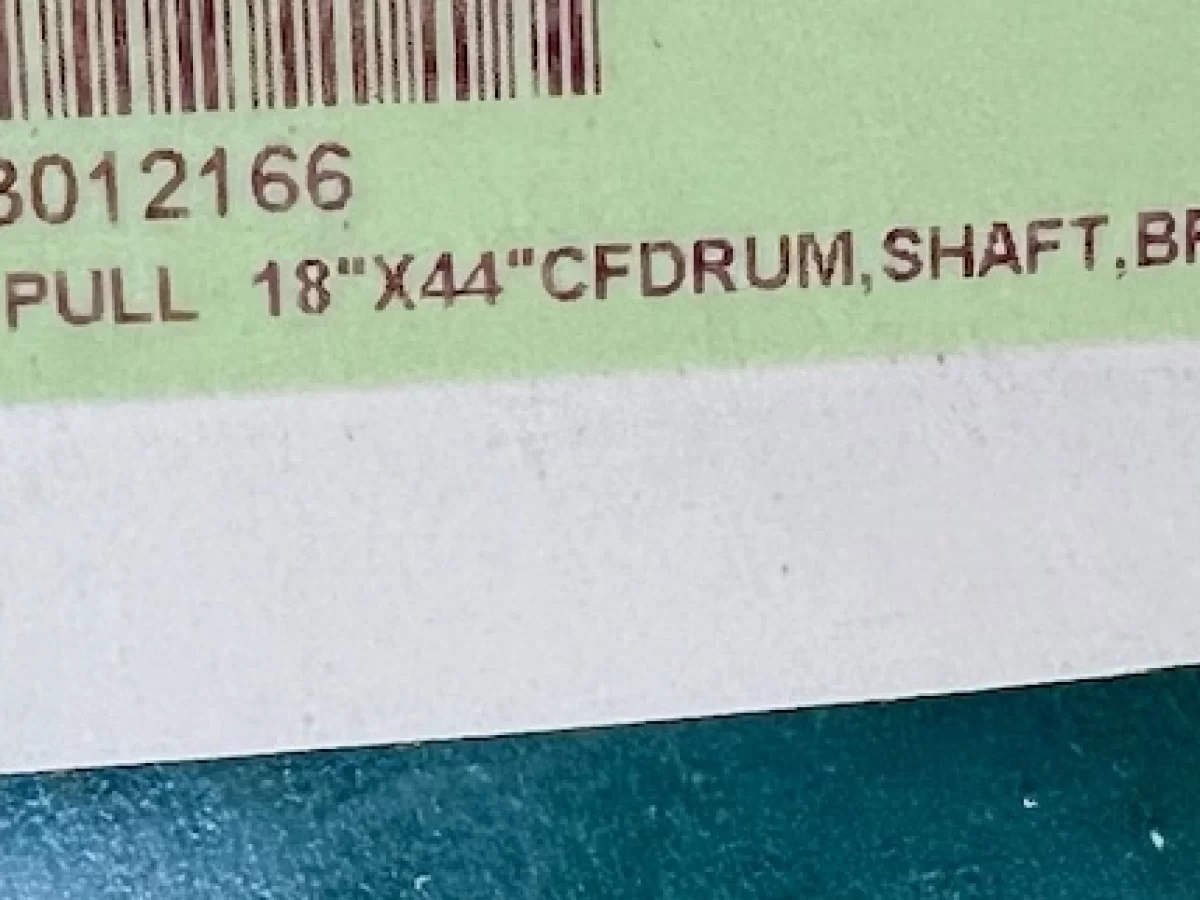 3012166
PULL 18"X44"CFDRUM,SHAFT,